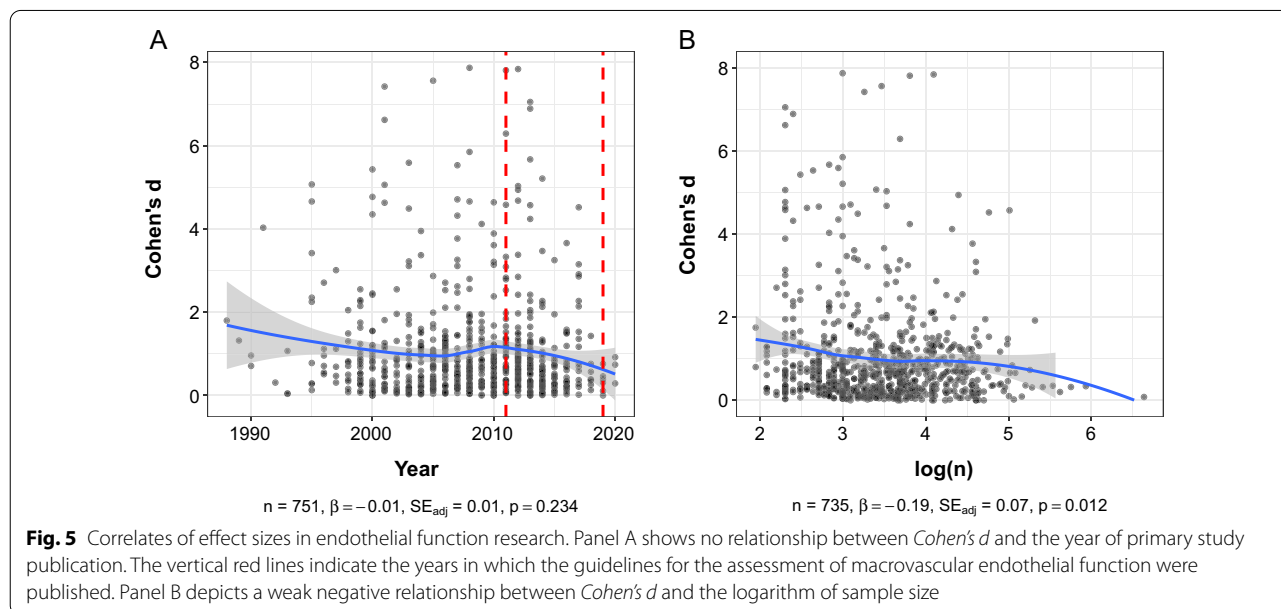 A
Cohen's d
8
6
4
2
0
1990 2000 2010 2020
Year
n = 751, β = −0.01, SEadj = 0.01, p = 0.234
B
Cohen's d
8
6
4
2
0
2 3 4 5 6
log(n)
n = 735, β = −0.19, SEadj = 0.07, p = 0.012
Fig. 5 Correlates of effect sizes in endothelial function research. Panel A shows no relationship between Cohen's d and the year of primary study
publication. The vertical red lines indicate the years in which the guidelines for the assessment of macrovascular endothelial function were
published. Panel B depicts a weak negative relationship between Cohen's d and the logarithm of sample size